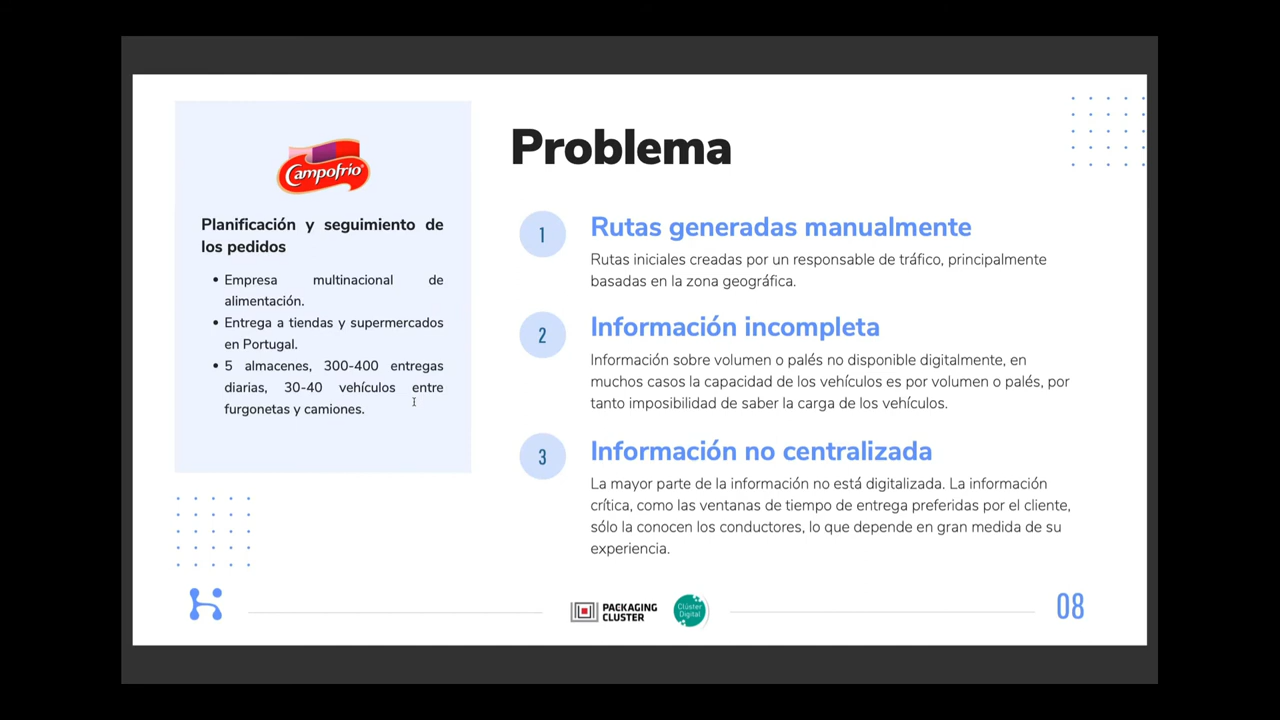 Campofrio
Planificación y seguimiento de
los pedidos
• Empresa multinacional de
alimentación.
• Entrega a tiendas y supermercados
en Portugal.
• 5 almacenes, 300-400 entregas
diarias, 30-40 vehículos entre
furgonetas y camiones.
Problema
1
Rutas generadas manualmente
Rutas iniciales creadas por un responsable de tráfico, principalmente
basadas en la zona geográfica.
2
Información incompleta
Información sobre volumen o palés no disponible digitalmente, en
muchos casos la capacidad de los vehículos es por volumen o palés, por
tanto imposibilidad de saber la carga de los vehículos.
3
Información no centralizada
La mayor parte de la información no está digitalizada. La información
crítica, como las ventanas de tiempo de entrega preferidas por el cliente,
sólo la conocen los conductores, lo que depende en gran medida de su
experiencia.
PACKAGING
CLUSTER
Clúster
Digital
08